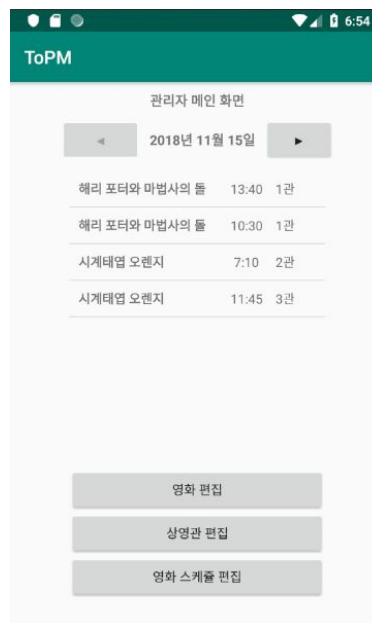 6:54
ToPM
관리자 메인 화면
◄ 2018년 11월 15일 ►
해리 포터와 마법사의 돌 13:40 1관
해리 포터와 마법사의 돌 10:30 1관
시계태엽 오렌지 7:10 2관
시계태엽 오렌지 11:45 3관
영화 편집
상영관 편집
영화 스케쥴 편집